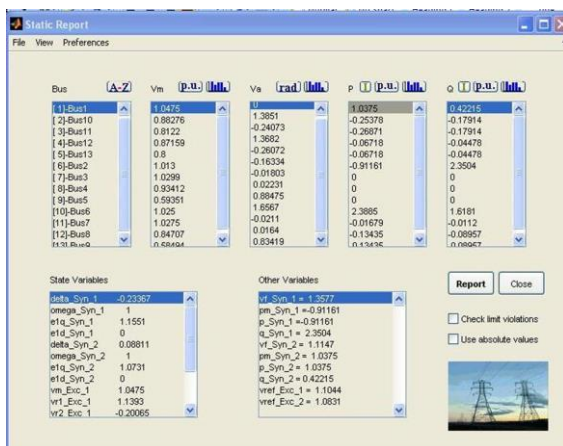 Static Report
File View Preferences
Bus (A-Z) Vm (p.u.) Va (rad) P (p.u.) Q (p.u.)
[ 1]-Bus1 1.0475 0 1.0375 0.42215
[ 2]-Bus10 0.88276 1.3851 -0.25378 -0.17914
[ 3]-Bus11 0.8122 -0.24073 -0.26871 -0.17914
[ 4]-Bus12 0.87159 1.3682 -0.06718 -0.04478
[ 5]-Bus13 0.8 -0.26072 -0.06718 -0.04478
[ 6]-Bus2 1.013 -0.16334 -0.91161 2.3504
[ 7]-Bus3 1.0299 -0.01803 0 0
[ 8]-Bus4 0.93412 0.02231 0 0
[ 9]-Bus5 0.59351 0.88475 0 0
[10]-Bus6 1.025 1.6567 2.3885 1.6181
[11]-Bus7 1.0275 -0.0211 -0.01679 -0.0112
[12]-Bus8 0.84707 0.0164 -0.13435 -0.08957
[13]-Bus9 0.58494 0.83419 -0.13435 -0.08957
State Variables Other Variables
delta_Syn_1 -0.23367
omega_Syn_1 1
e1q_Syn_1 1.1551
e1d_Syn_1 0
delta_Syn_2 0.08811
omega_Syn_2 1
e1q_Syn_2 1.0731
e1d_Syn_2 0
vm_Exc_1 1.0475
vr1_Exc_1 1.1393
vr2_Exc_1 -0.20065
vf_Syn_1 = 1.3577
pm_Syn_1 =-0.91161
p_Syn_1 =-0.91161
q_Syn_1 = 2.3504
vf_Syn_2 = 1.1147
pm_Syn_2 = 1.0375
p_Syn_2 = 1.0375
q_Syn_2 = 0.42215
vref_Exc_1 = 1.1044
vref_Exc_2 = 1.0831
Report Close
Check limit violations
Use absolute values